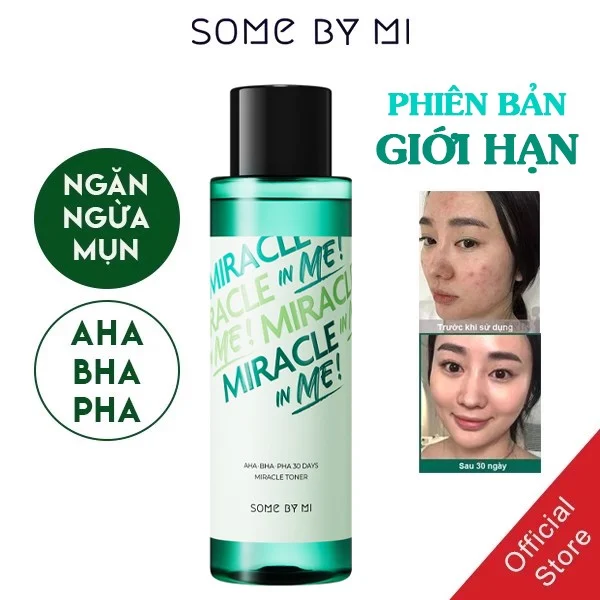 SOME BY MI
PHIÊN BẢN
GIỚI HẠN
NGĂN
NGỪA
MỤN
AHA
BHA
PHA
MIRACLE
IN ME!
MIRACLE
IN ME! MIRACLE
MIRACLE
IN ME!
AHA·BHA·PHA 30 DAYS
MIRACLE TONER
SOME BY MI
Trước khi sử dụng
Sau 30 ngày
Official
Store